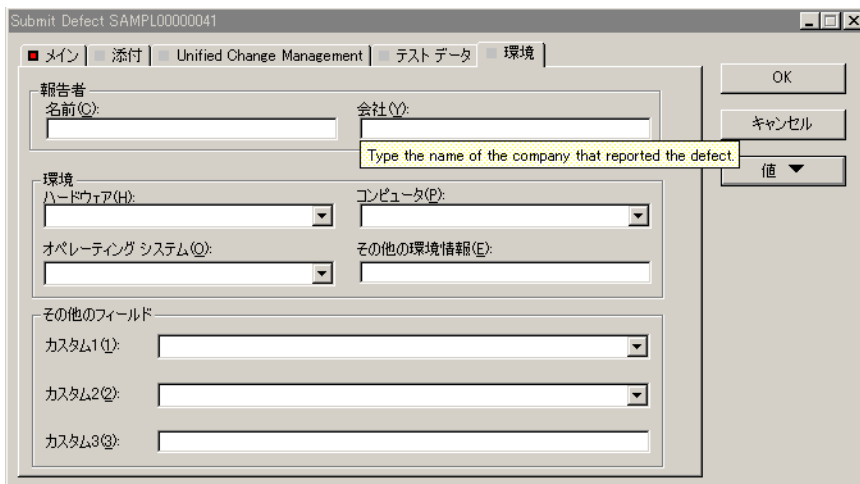 Submit Defect SAMPL00000041
メイン 添付 Unified Change Management テスト データ 環境
OK
キャンセル
値
報告者
名前(C): 会社(Y):
Type the name of the company that reported the defect.
環境
ハードウェア(H): コンピュータ(P):
オペレーティング システム(O): その他の環境情報(E):
その他のフィールド
カスタム1(1):
カスタム2(2):
カスタム3(3):